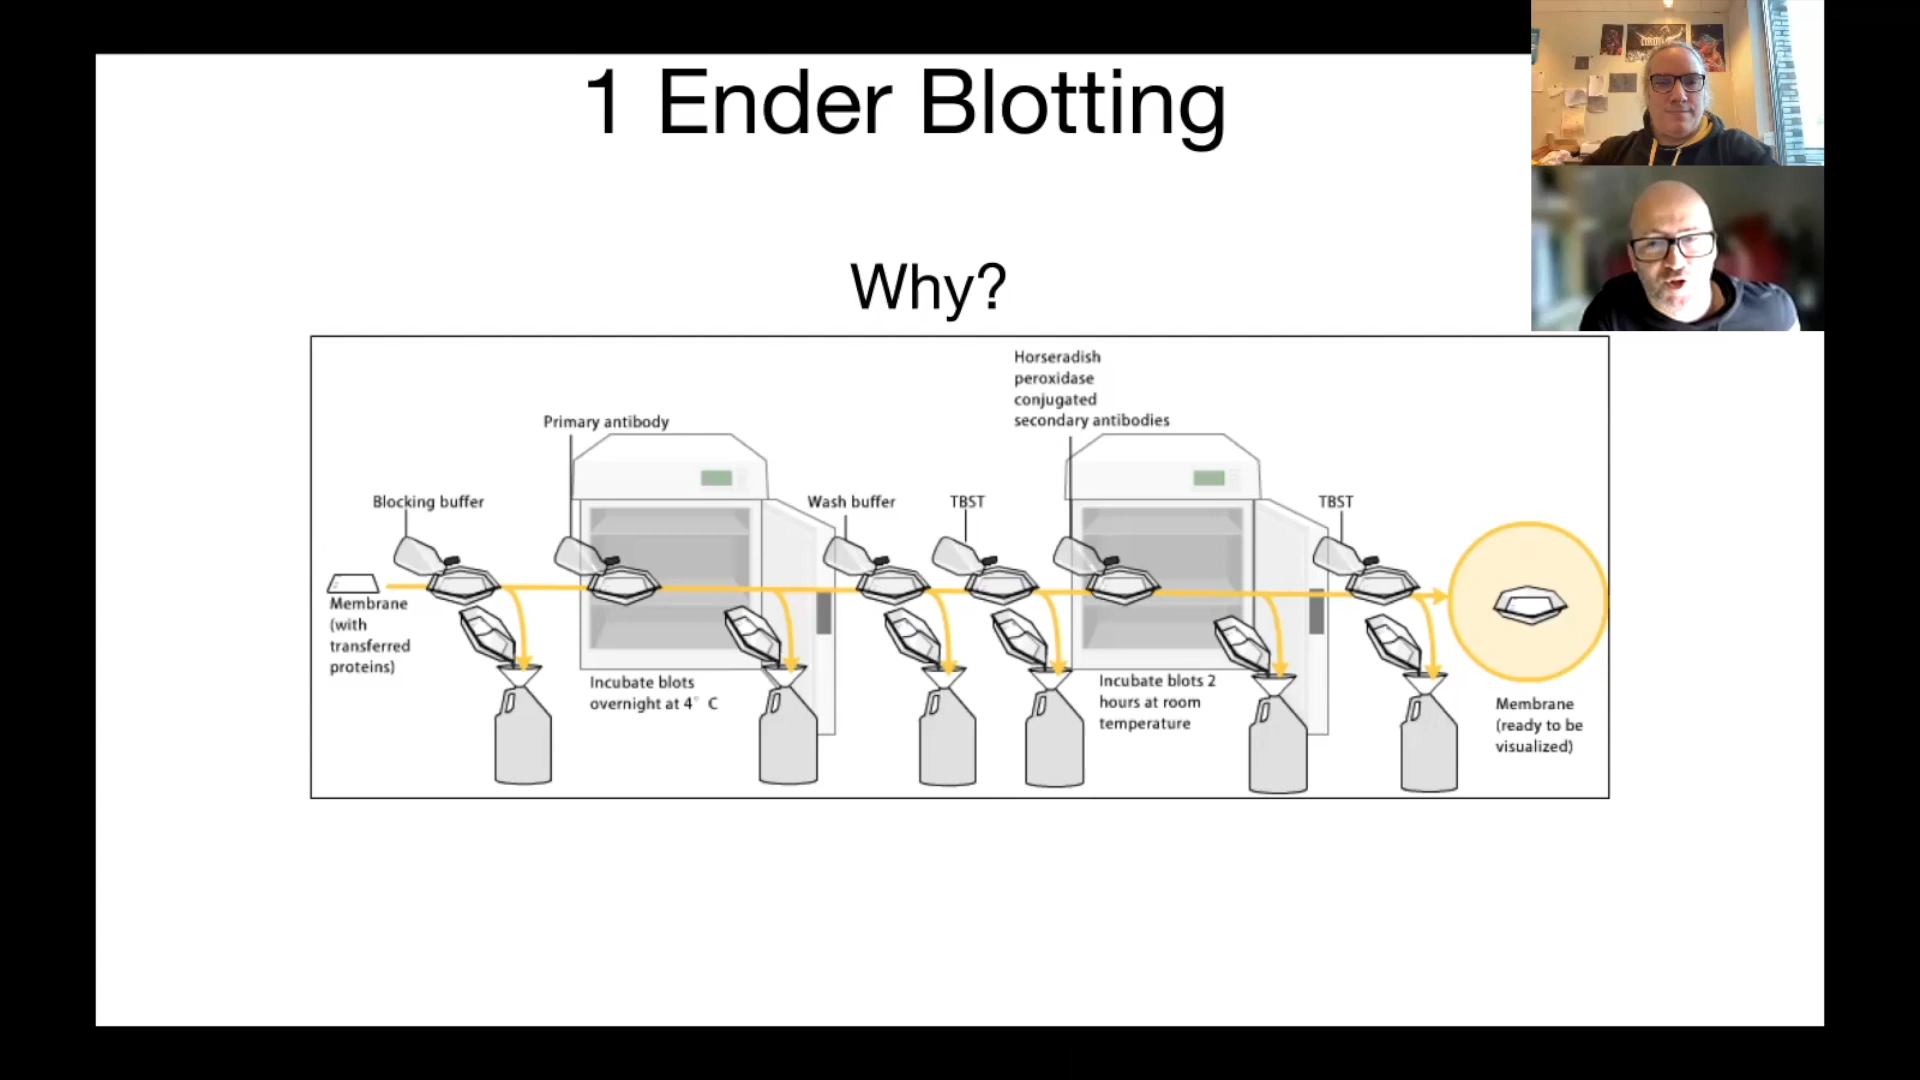 1 Ender Blotting
Why?
Horseradish
peroxidase
conjugated
secondary antibodies
Primary antibody
Blocking buffer
Wash buffer
TBST
TBST
Membrane
(with
transferred
proteins)
Incubate blots
overnight at 4° C
Incubate blots 2
hours at room
temperature
Membrane
(ready to be
visualized)